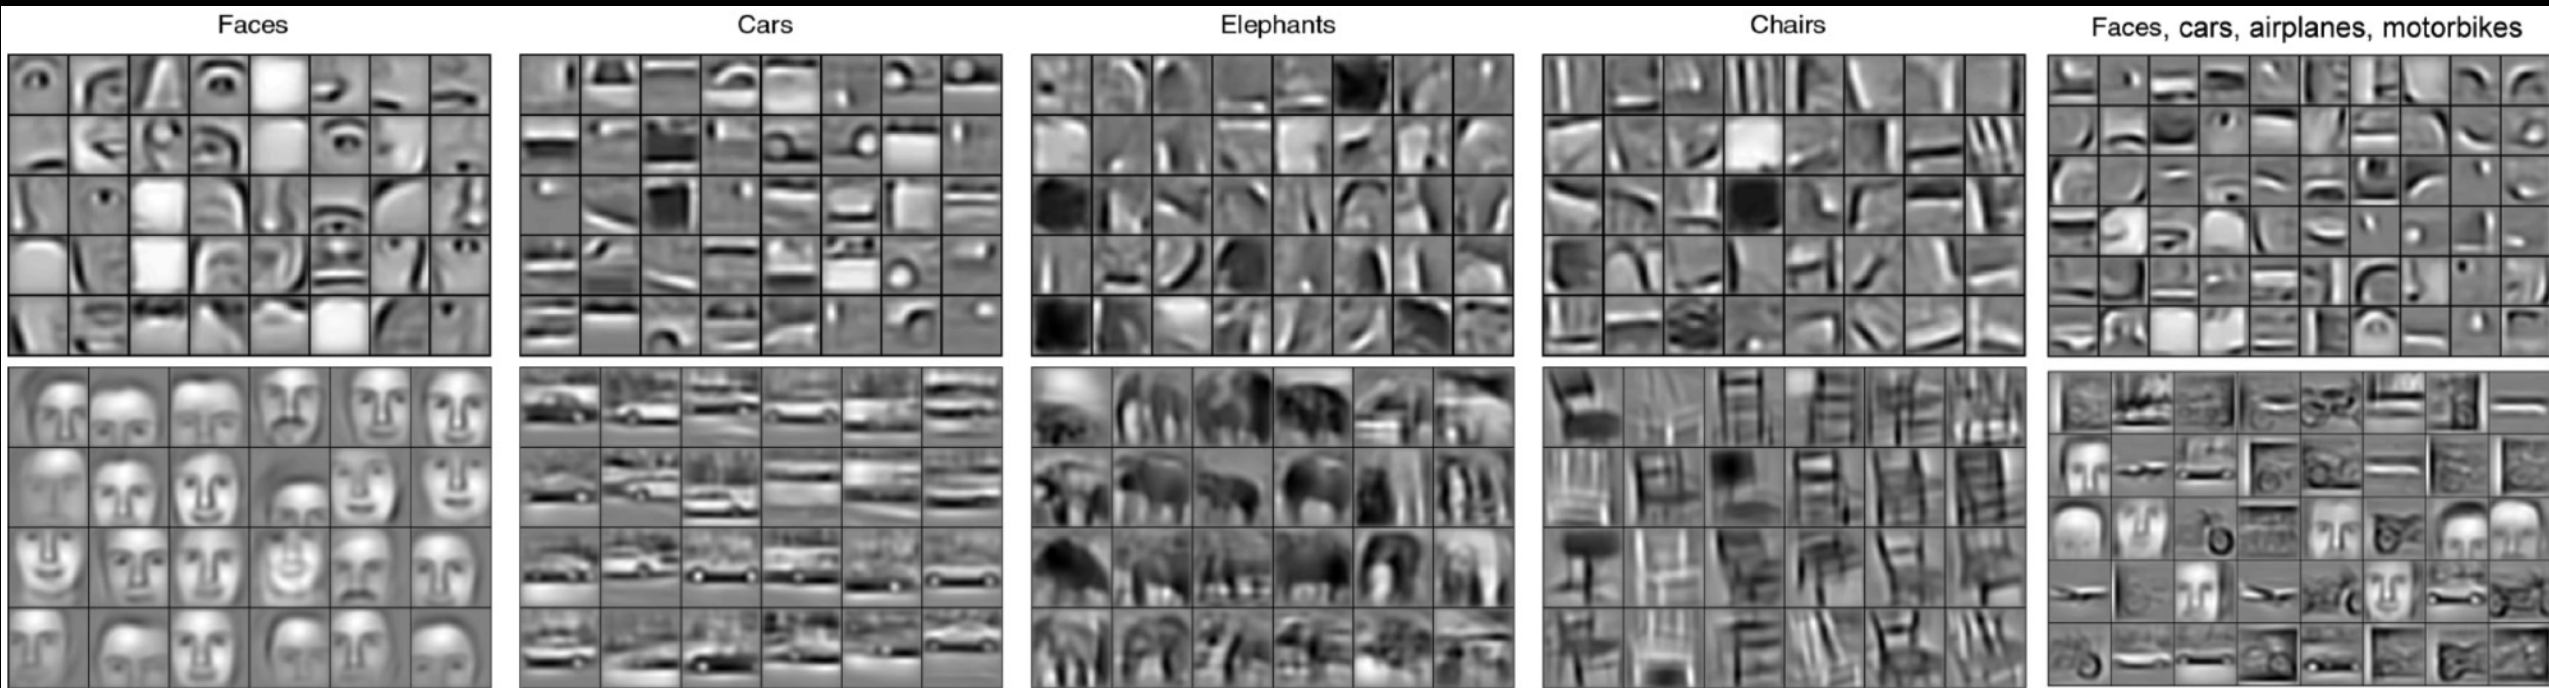 Faces
Cars
Elephants
Chairs
Faces, cars, airplanes, motorbikes